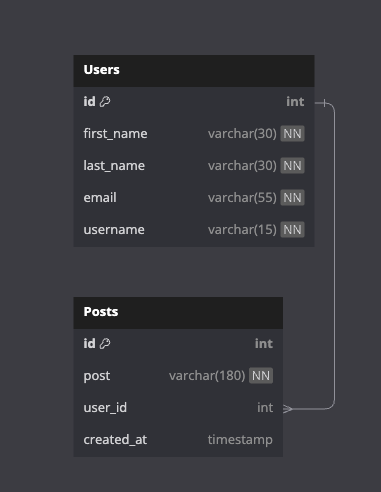 Users
id int
first_name varchar(30) NN
last_name varchar(30) NN
email varchar(55) NN
username varchar(15) NN
Posts
id int
post varchar(180) NN
user_id int
created_at timestamp